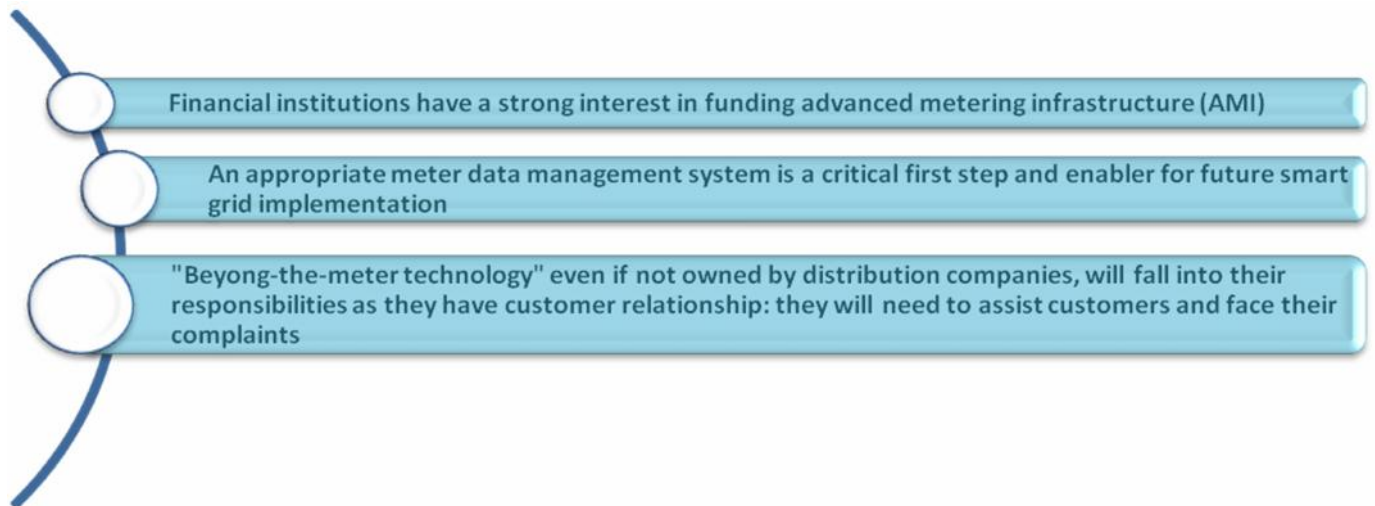 Financial institutions have a strong interest in funding advanced metering infrastructure (AMI)
An appropriate meter data management system is a critical first step and enabler for future smart
grid implementation
"Beyong-the-meter technology" even if not owned by distribution companies, will fall into their
responsibilities as they have customer relationship: they will need to assist customers and face their
complaints